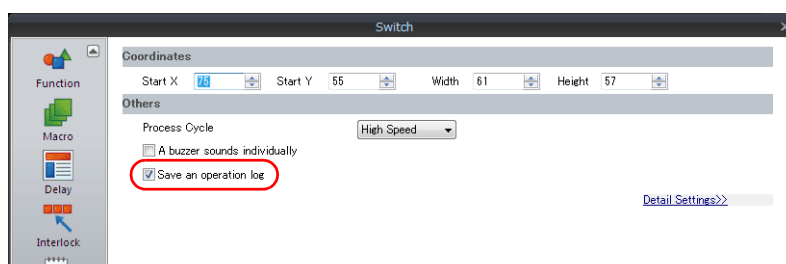 Switch
Function
Macro
Delay
Interlock
Coordinates
Start X 75 Start Y 55 Width 61 Height 57
Others
Process Cycle High Speed
A buzzer sounds individually
Save an operation log
Detail Settings>>